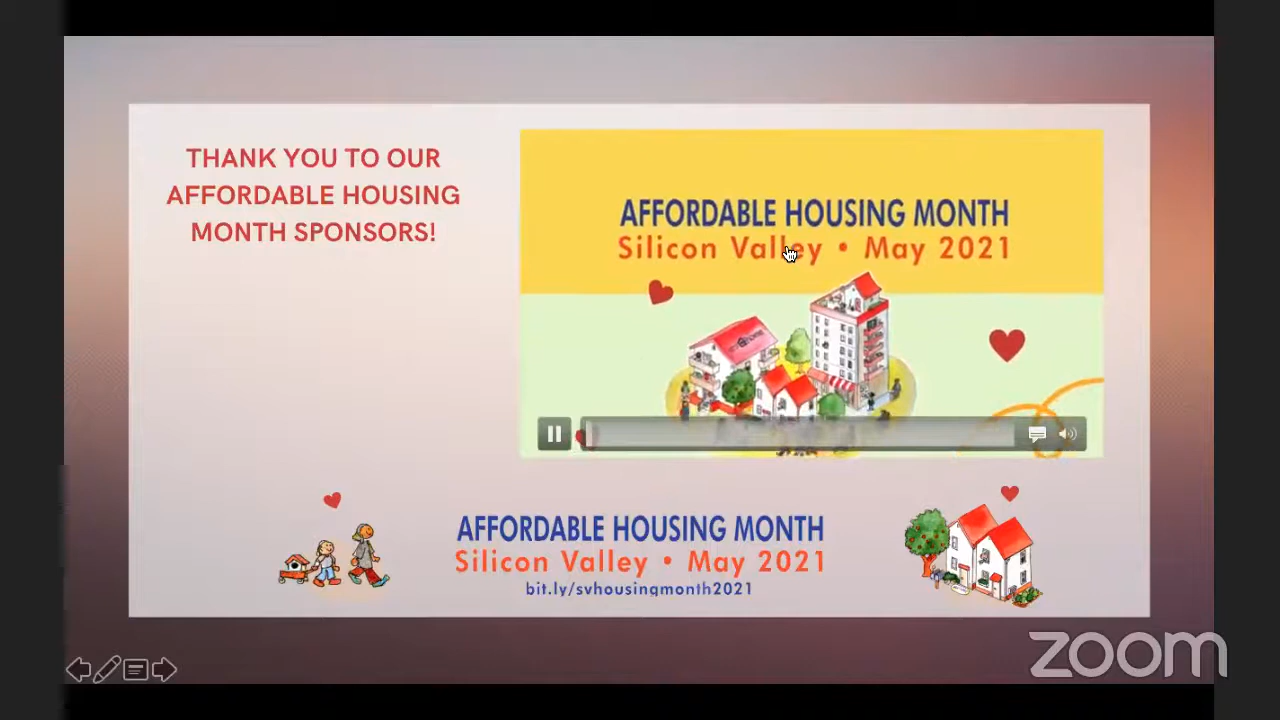 THANK YOU TO OUR
AFFORDABLE HOUSING
MONTH SPONSORS!
AFFORDABLE HOUSING MONTH
Silicon Valley • May 2021
AFFORDABLE HOUSING MONTH
Silicon Valley • May 2021
bit.ly/svhousingmonth2021
zoom